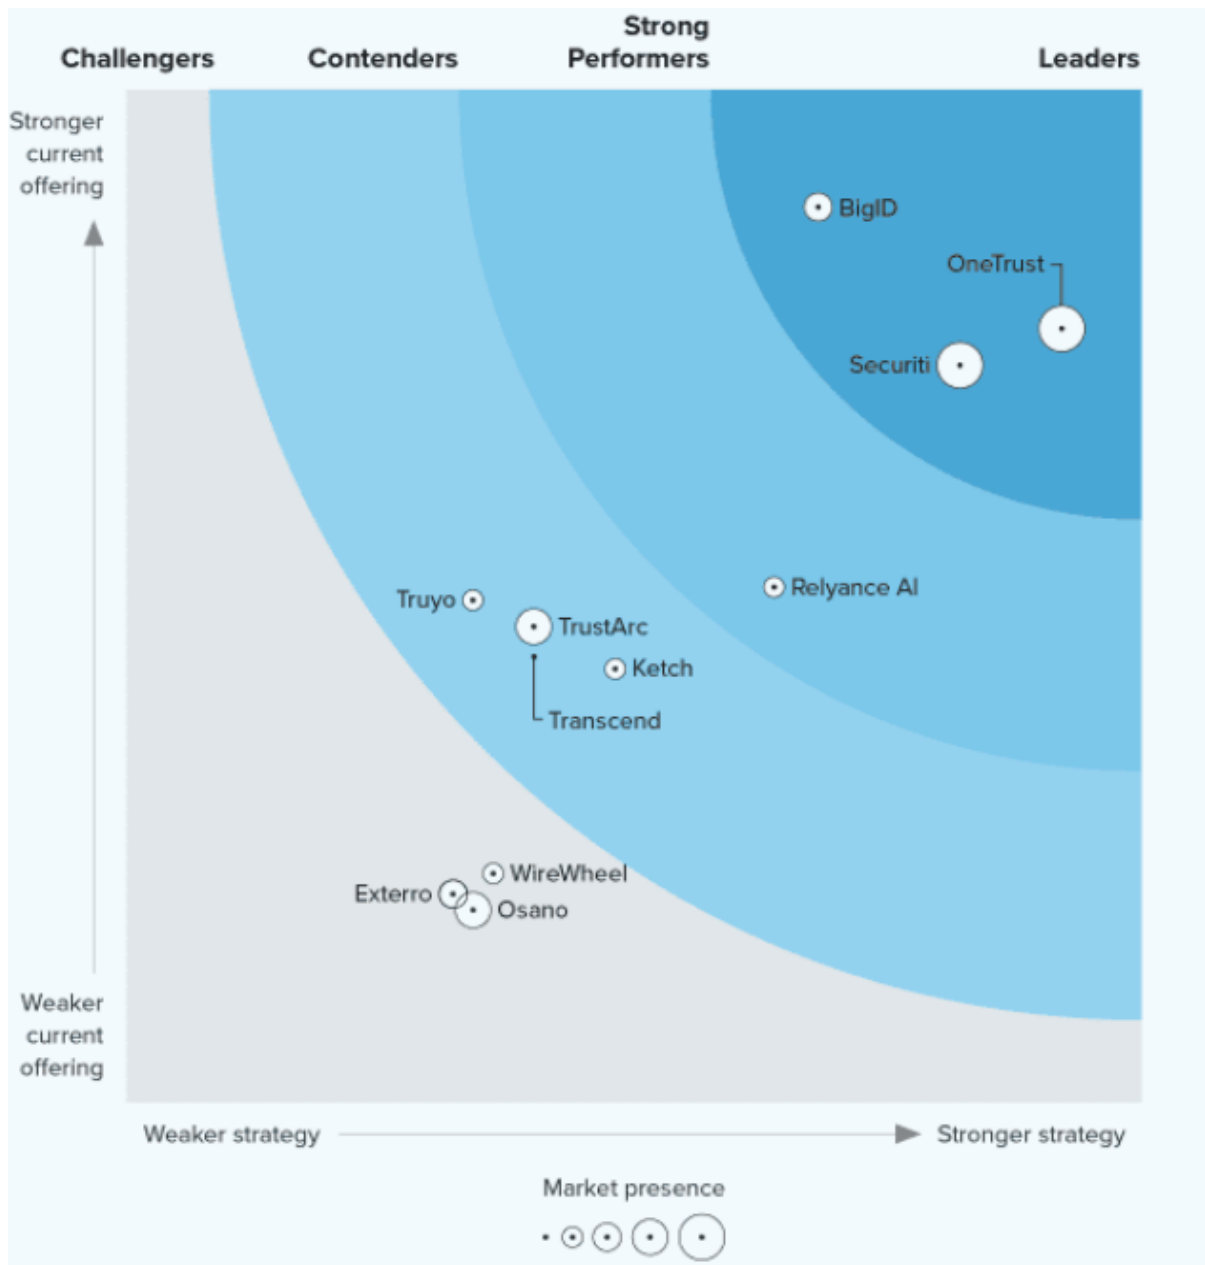 Challengers
Contenders
Strong
Performers
Leaders
Stronger
current
offering
BigID
OneTrust
Securiti
Relyance AI
Truyo
TrustArc
Ketch
Transcend
WireWheel
Exterro
Osano
Weaker
current
offering
Weaker strategy
Stronger strategy
Market presence